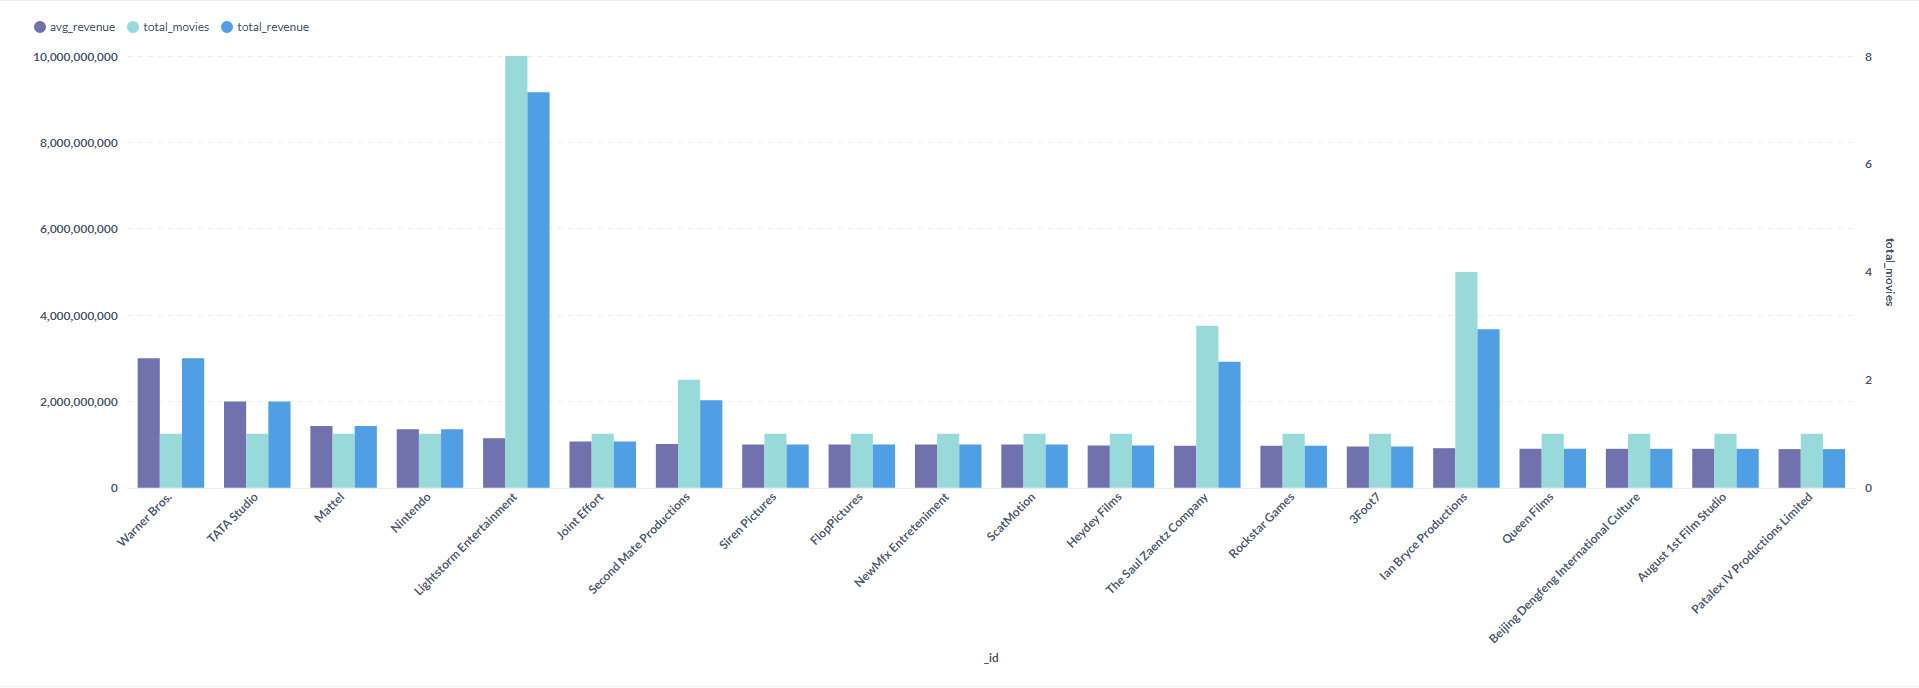 avg_revenue total_movies total_revenue
10,000,000,000
8,000,000,000
6,000,000,000
4,000,000,000
2,000,000,000
0
8
6
4
2
0
total_movies
Warner Bros.
TATA Studio
Mattel
Nintendo
Lightstorm Entertainment
Joint Effort
Second Mate Productions
Siren Pictures
FlopPictures
NewMfx Entreteniment
ScatMotion
Heydey Films
The Saul Zaentz Company
Rockstar Games
3Foot7
Ian Bryce Productions
Queen Films
Beijing Dengfeng International Culture
August 1st Film Studio
Patalex IV Productions Limited
_id